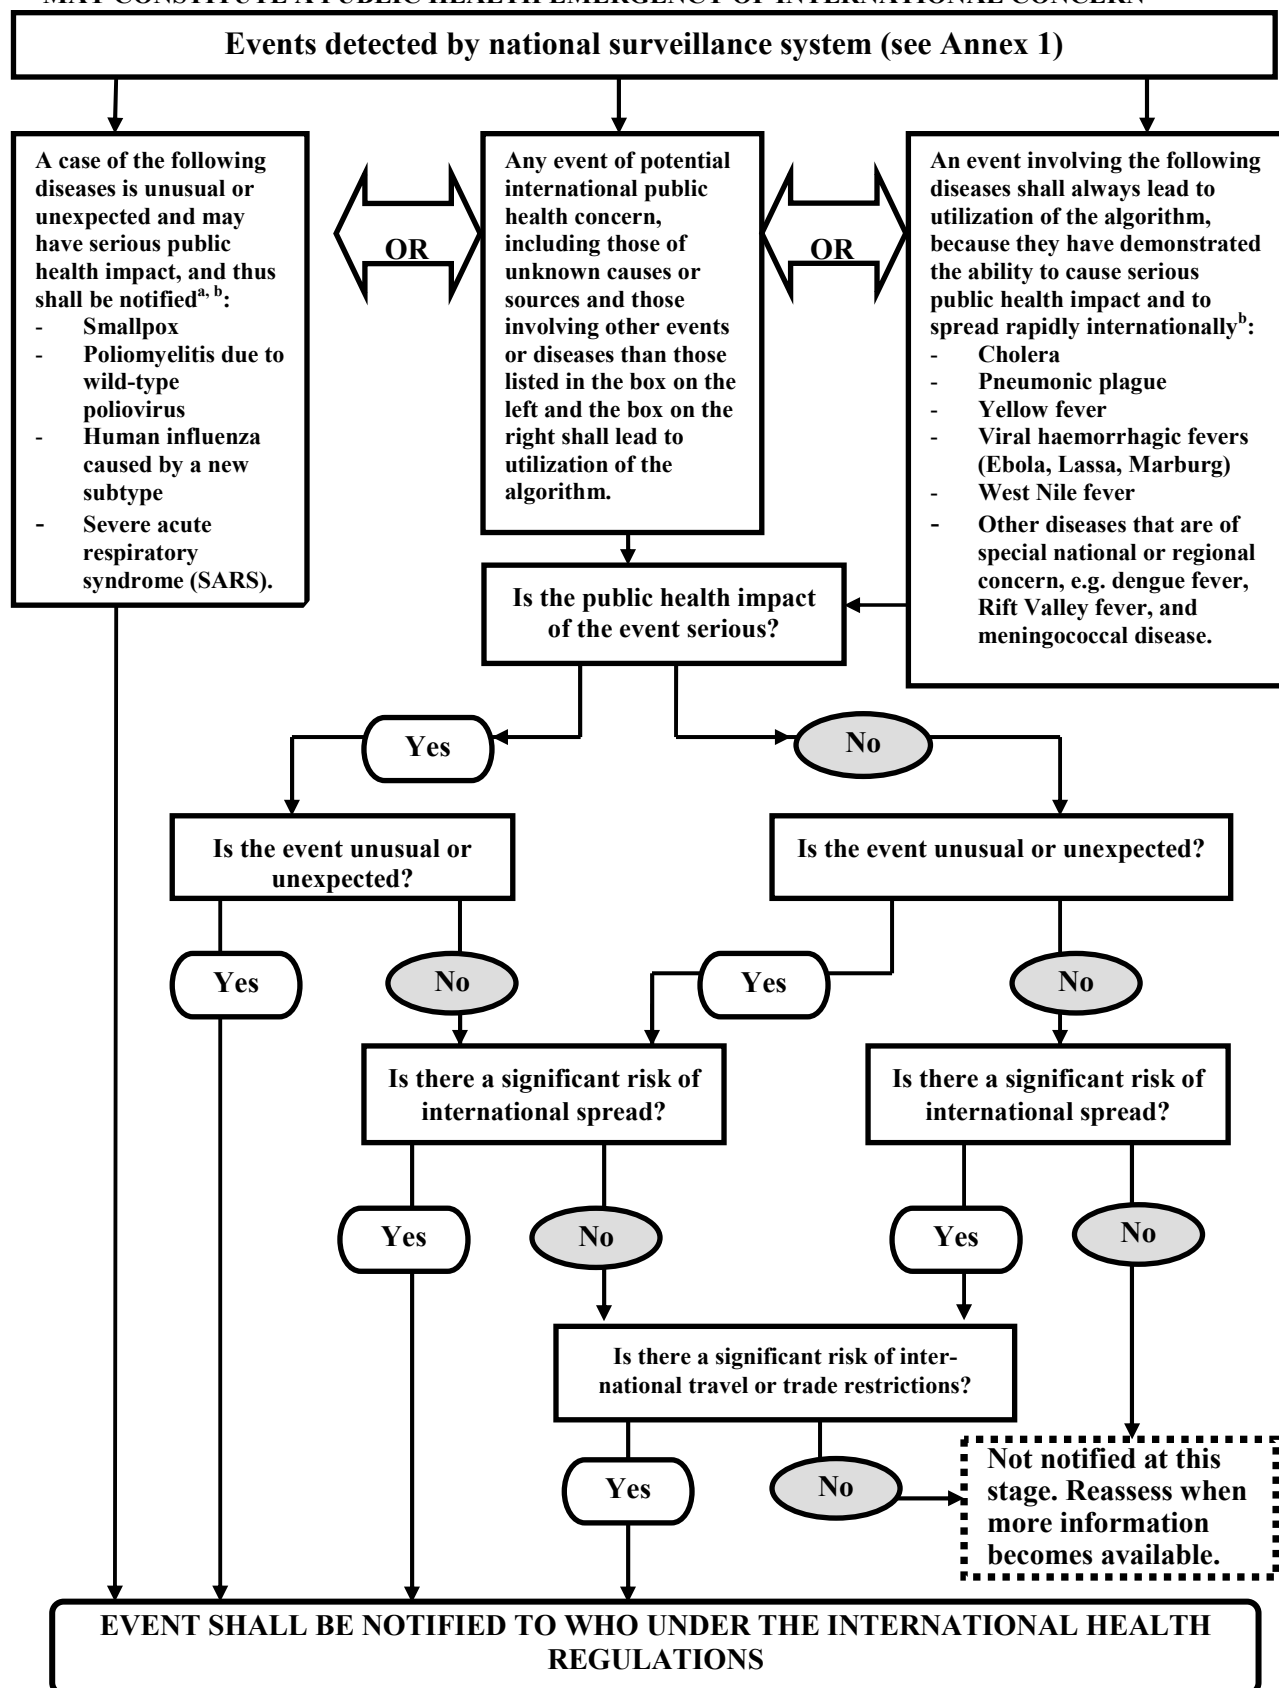 MAY CONSTITUTE A PUBLIC HEALTH EMERGENCY OF INTERNATIONAL CONCERN
Events detected by national surveillance system (see Annex 1)
A case of the following
diseases is unusual or
unexpected and may
have serious public
health impact, and thus
shall be notifiedᵃ, ᵇ:
- Smallpox
- Poliomyelitis due to
wild-type
poliovirus
- Human influenza
caused by a new
subtype
- Severe acute
respiratory
syndrome (SARS).
OR
Any event of potential
international public
health concern,
including those of
unknown causes or
sources and those
involving other events
or diseases than those
listed in the box on the
left and the box on the
right shall lead to
utilization of the
algorithm.
OR
An event involving the following
diseases shall always lead to
utilization of the algorithm,
because they have demonstrated
the ability to cause serious
public health impact and to
spread rapidly internationallyᵇ:
- Cholera
- Pneumonic plague
- Yellow fever
- Viral haemorrhagic fevers
(Ebola, Lassa, Marburg)
- West Nile fever
- Other diseases that are of
special national or regional
concern, e.g. dengue fever,
Rift Valley fever, and
meningococcal disease.
Is the public health impact
of the event serious?
Yes
No
Is the event unusual or
unexpected?
Is the event unusual or unexpected?
Yes
No
Yes
No
Is there a significant risk of
international spread?
Is there a significant risk of
international spread?
Yes
No
Yes
No
Is there a significant risk of inter-
national travel or trade restrictions?
Yes
No
Not notified at this
stage. Reassess when
more information
becomes available.
EVENT SHALL BE NOTIFIED TO WHO UNDER THE INTERNATIONAL HEALTH
REGULATIONS